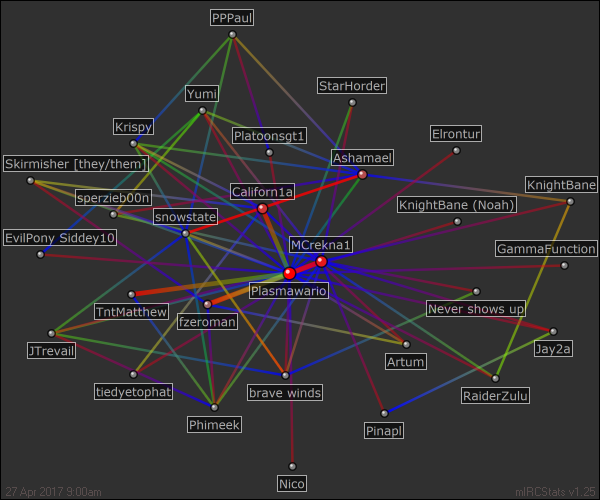 PPPaul
StarHorder
Yumi
Krispy
Platoonsgt1
Elrontur
Ashamael
Skirmisher [they/them]
KnightBane
Californ1a
sperzieb00n
KnightBane (Noah)
snowstate
EvilPony Siddey10
MCrekna1
GammaFunction
Plasmawario
TntMatthew
Never shows up
fzeroman
JTrevail
Jay2a
Artum
tiedyetophat
brave winds
RaiderZulu
Phimeek
Pinapl
Nico
27 Apr 2017 9:00am
mIRCStats v1.25